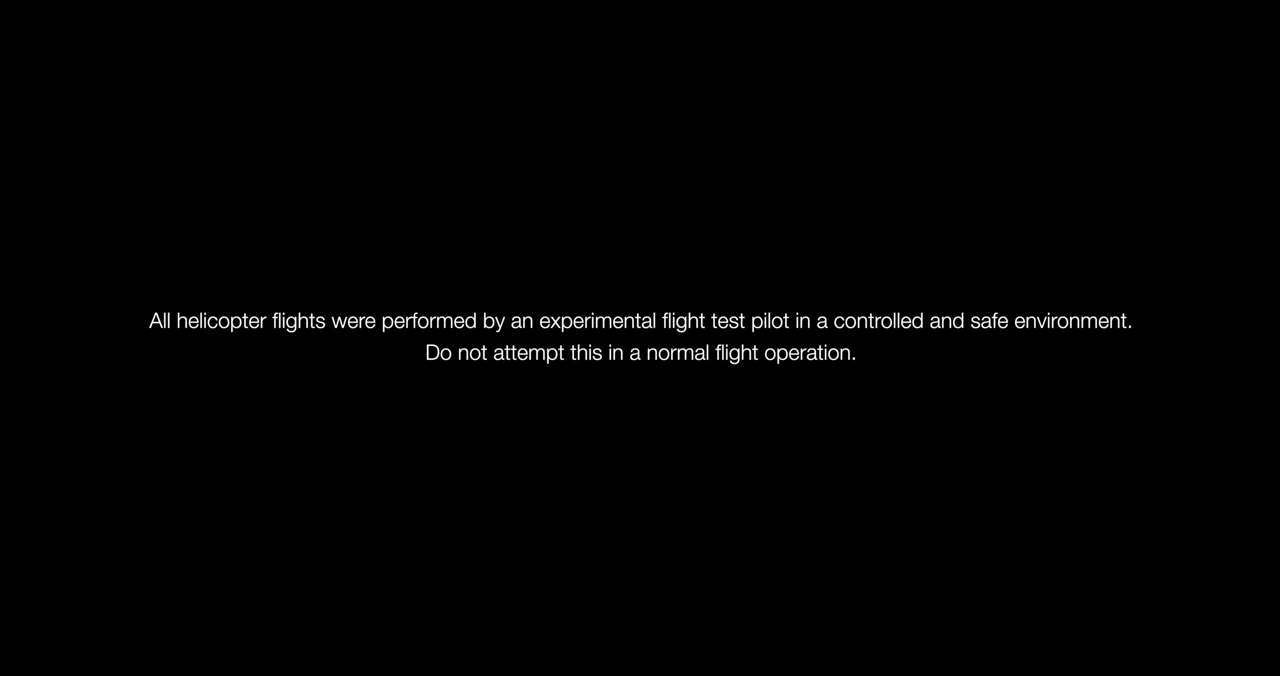 All helicopter flights were performed by an experimental flight test pilot in a controlled and safe environment.
Do not attempt this in a normal flight operation.